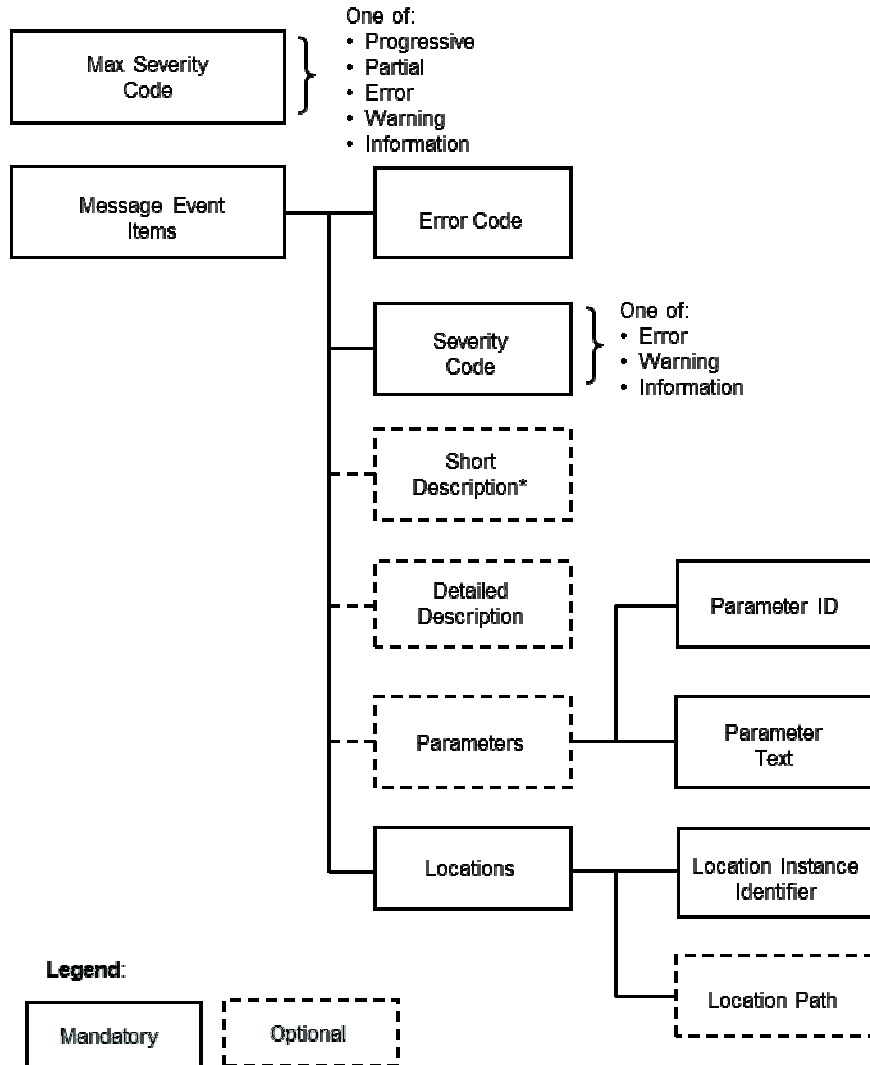 One of:
• Progressive
• Partial
• Error
• Warning
• Information
Max Severity
Code
Message Event
Items
Error Code
Severity
Code
One of:
• Error
• Warning
• Information
Short
Description*
Detailed
Description
Parameters
Parameter ID
Parameter
Text
Locations
Location Instance
Identifier
Location Path
Legend:
Mandatory
Optional